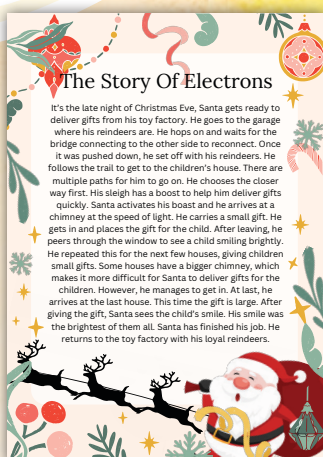 The Story Of Electrons
It's the late night of Christmas Eve, Santa gets ready to
deliver gifts from his toy factory. He goes to the garage
where his reindeers are. He hops on and waits for the
bridge connecting to the other side to reconnect. Once
it was pushed down, he set off with his reindeers. He
follows the trail to get to the children's house. There are
multiple paths for him to go on. He chooses the closer
way first. His sleigh has a boost to help him deliver gifts
quickly. Santa activates his boast and he arrives at a
chimney at the speed of light. He carries a small gift. He
gets in and places the gift for the child. After leaving, he
peers through the window to see a child smiling brightly.
He repeated this for the next few houses, giving children
small gifts. Some houses have a bigger chimney, which
makes it more difficult for Santa to deliver gifts for the
children. However, he manages to get in. At last, he
arrives at the last house. This time the gift is large. After
giving the gift, Santa sees the child's smile. His smile was
the brightest of them all. Santa has finished his job. He
returns to the toy factory with his loyal reindeers.